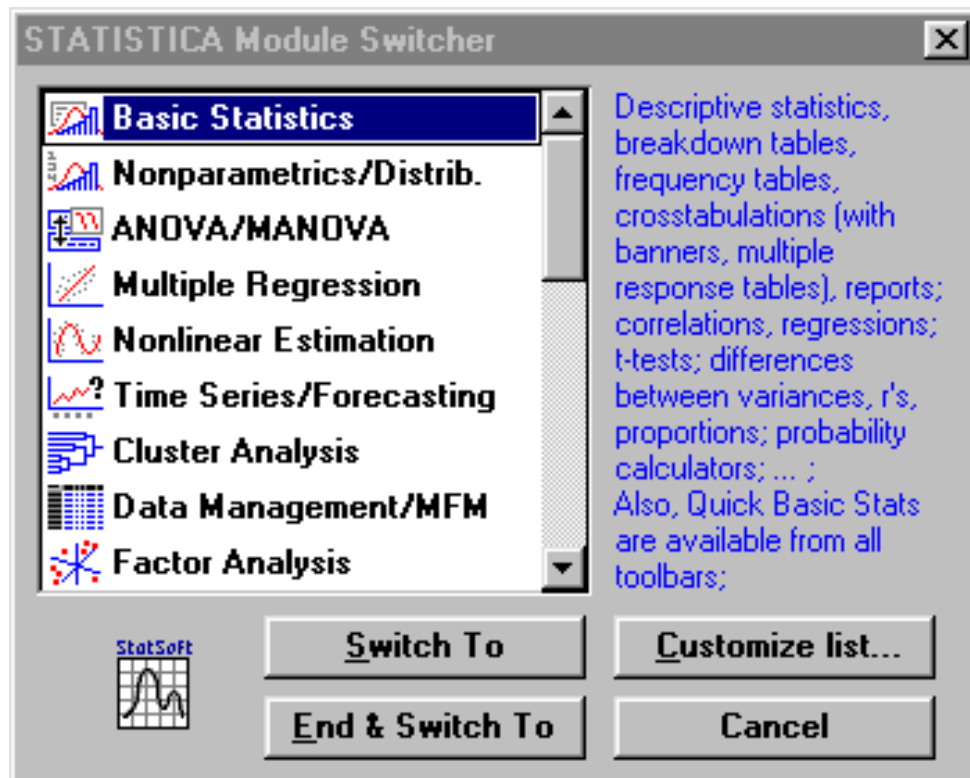 STATISTICA Module Switcher
Basic Statistics
Nonparametrics/Distrib.
ANOVA/MANOVA
Multiple Regression
Nonlinear Estimation
Time Series/Forecasting
Cluster Analysis
Data Management/MFM
Factor Analysis
Descriptive statistics,
breakdown tables,
frequency tables,
crosstabulations (with
banners, multiple
response tables), reports;
correlations, regressions;
t-tests; differences
between variances, r's,
proportions; probability
calculators; ... ;
Also, Quick Basic Stats
are available from all
toolbars;
StatSoft
Switch To
Customize list...
End & Switch To
Cancel